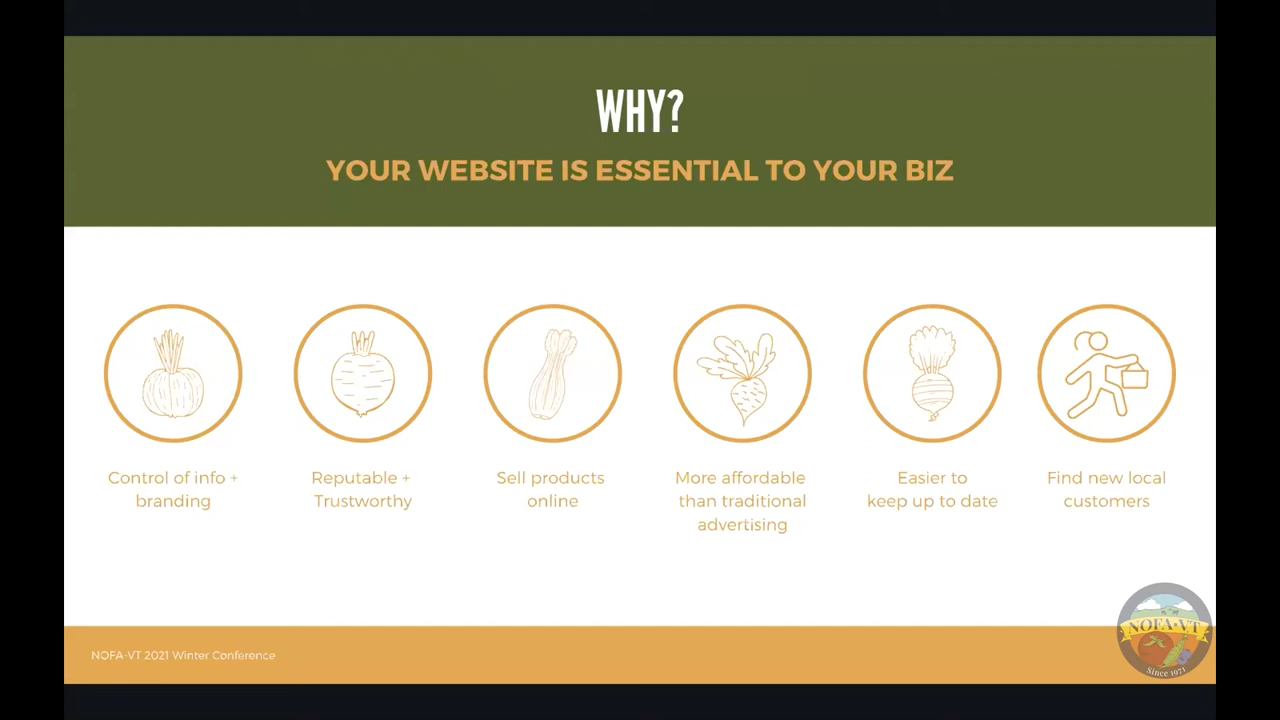 WHY?
YOUR WEBSITE IS ESSENTIAL TO YOUR BIZ
Control of info +
branding
Reputable +
Trustworthy
Sell products
online
More affordable
than traditional
advertising
Easier to
keep up to date
Find new local
customers
NOFA-VT 2021 Winter Conference
NOFA•VT
Since 1971